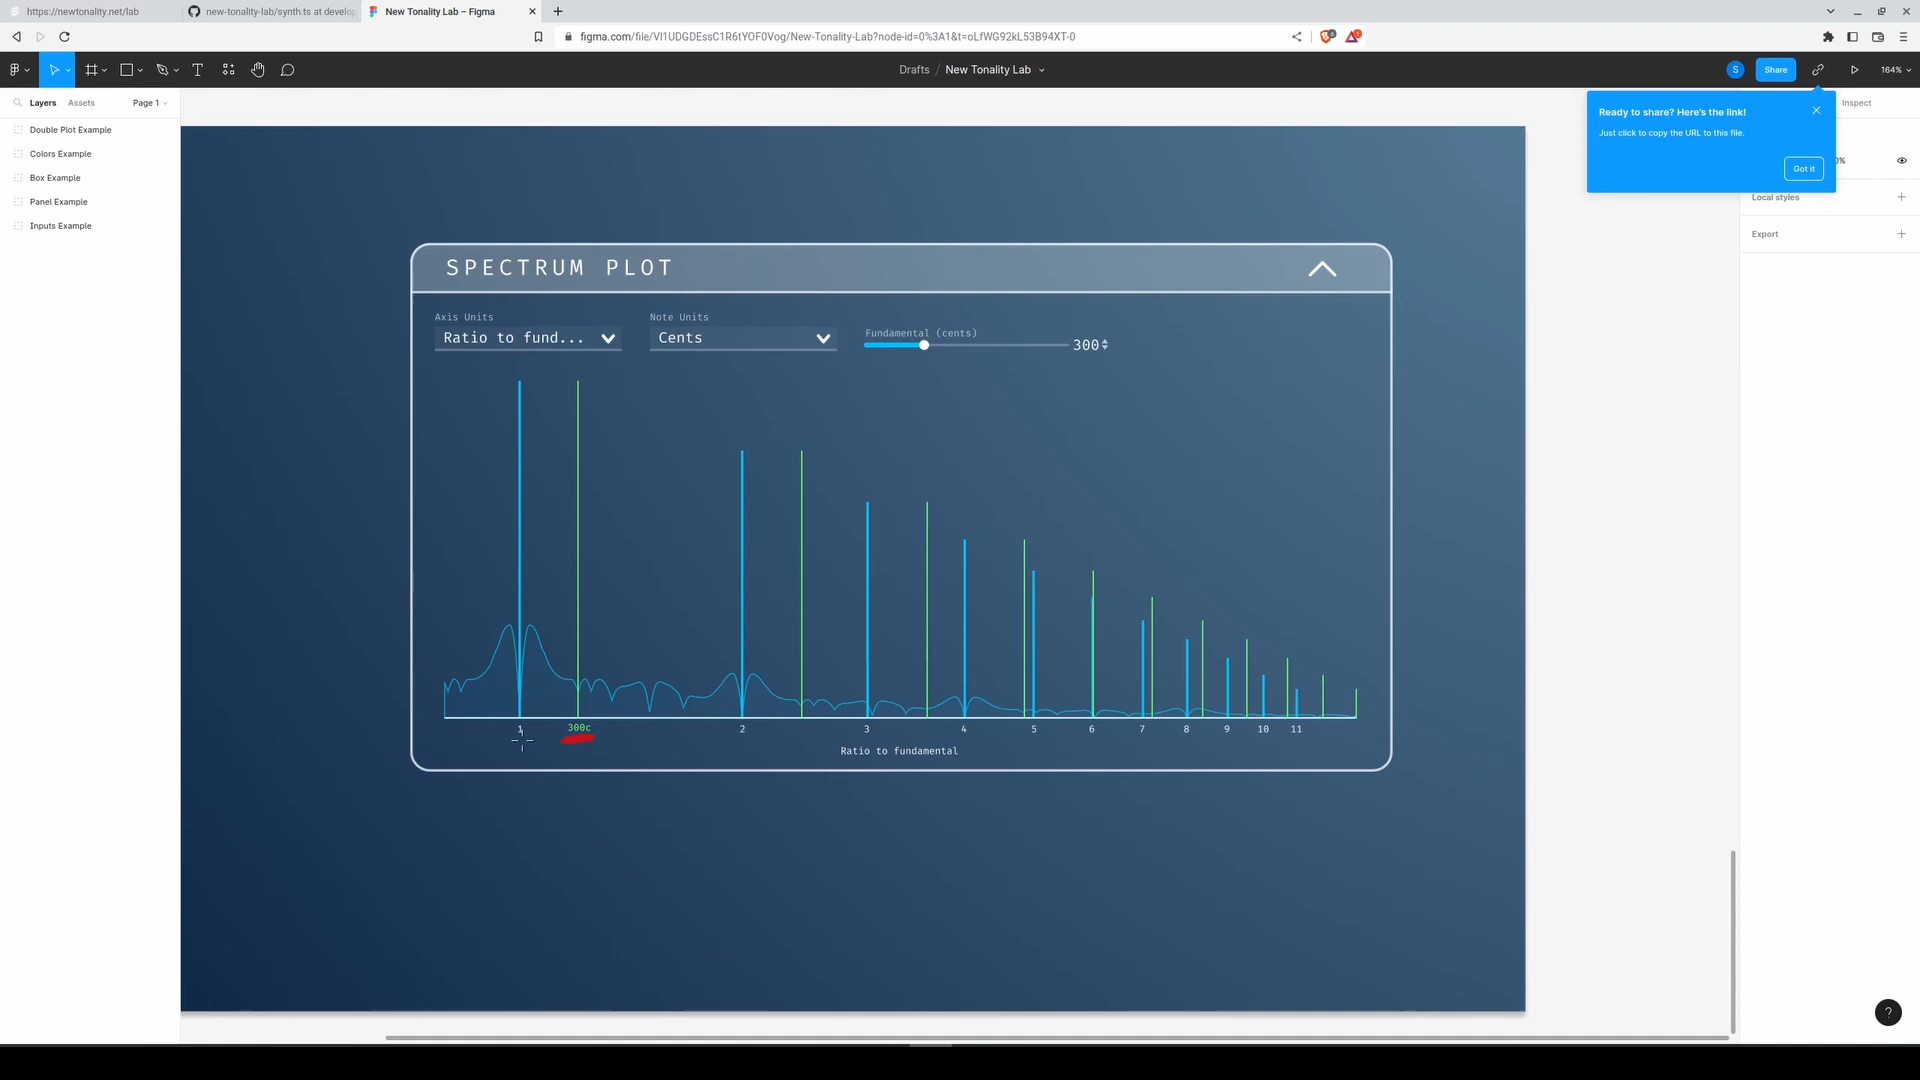 https://newtonality.net/lab
new-tonality-lab/synth.ts at develop
New Tonality Lab – Figma
figma.com/file/VI1UDGDEssC1R6tYOF0Vog/New-Tonality-Lab?node-id=0%3A1&t=oLfWG92kL53B94XT-0
Drafts / New Tonality Lab
S
Share
164%
Layers
Assets
Page 1
Double Plot Example
Colors Example
Box Example
Panel Example
Inputs Example
Ready to share? Here's the link!
Just click to copy the URL to this file.
Got it
Inspect
Local styles
Export
SPECTRUM PLOT
Axis Units
Ratio to fund...
Note Units
Cents
Fundamental (cents)
300
1 300c 2 3 4 5 6 7 8 9 10 11
Ratio to fundamental
?